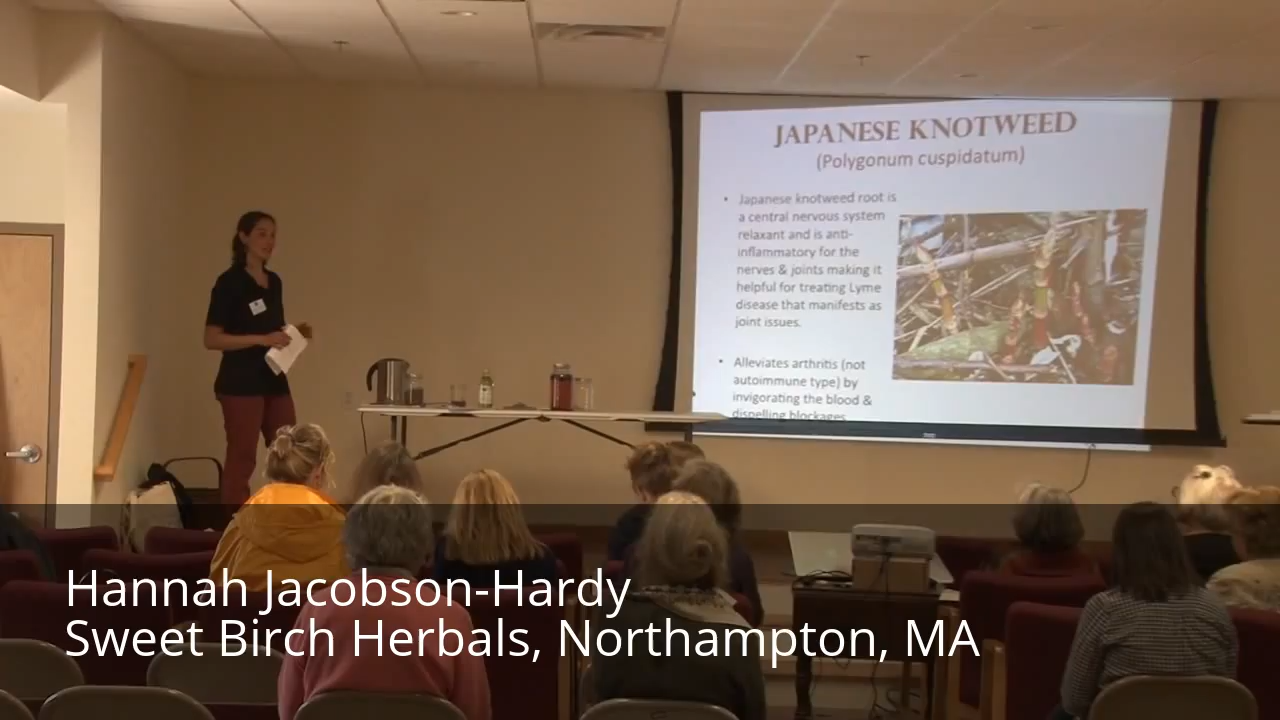 JAPANESE KNOTWEED
(Polygonum cuspidatum)
• Japanese knotweed root is
a central nervous system
relaxant and is anti-
inflammatory for the
nerves & joints making it
helpful for treating Lyme
disease that manifests as
joint issues.
• Alleviates arthritis (not
autoimmune type) by
invigorating the blood &
dispelling blockages
Hannah Jacobson-Hardy
Sweet Birch Herbals, Northampton, MA